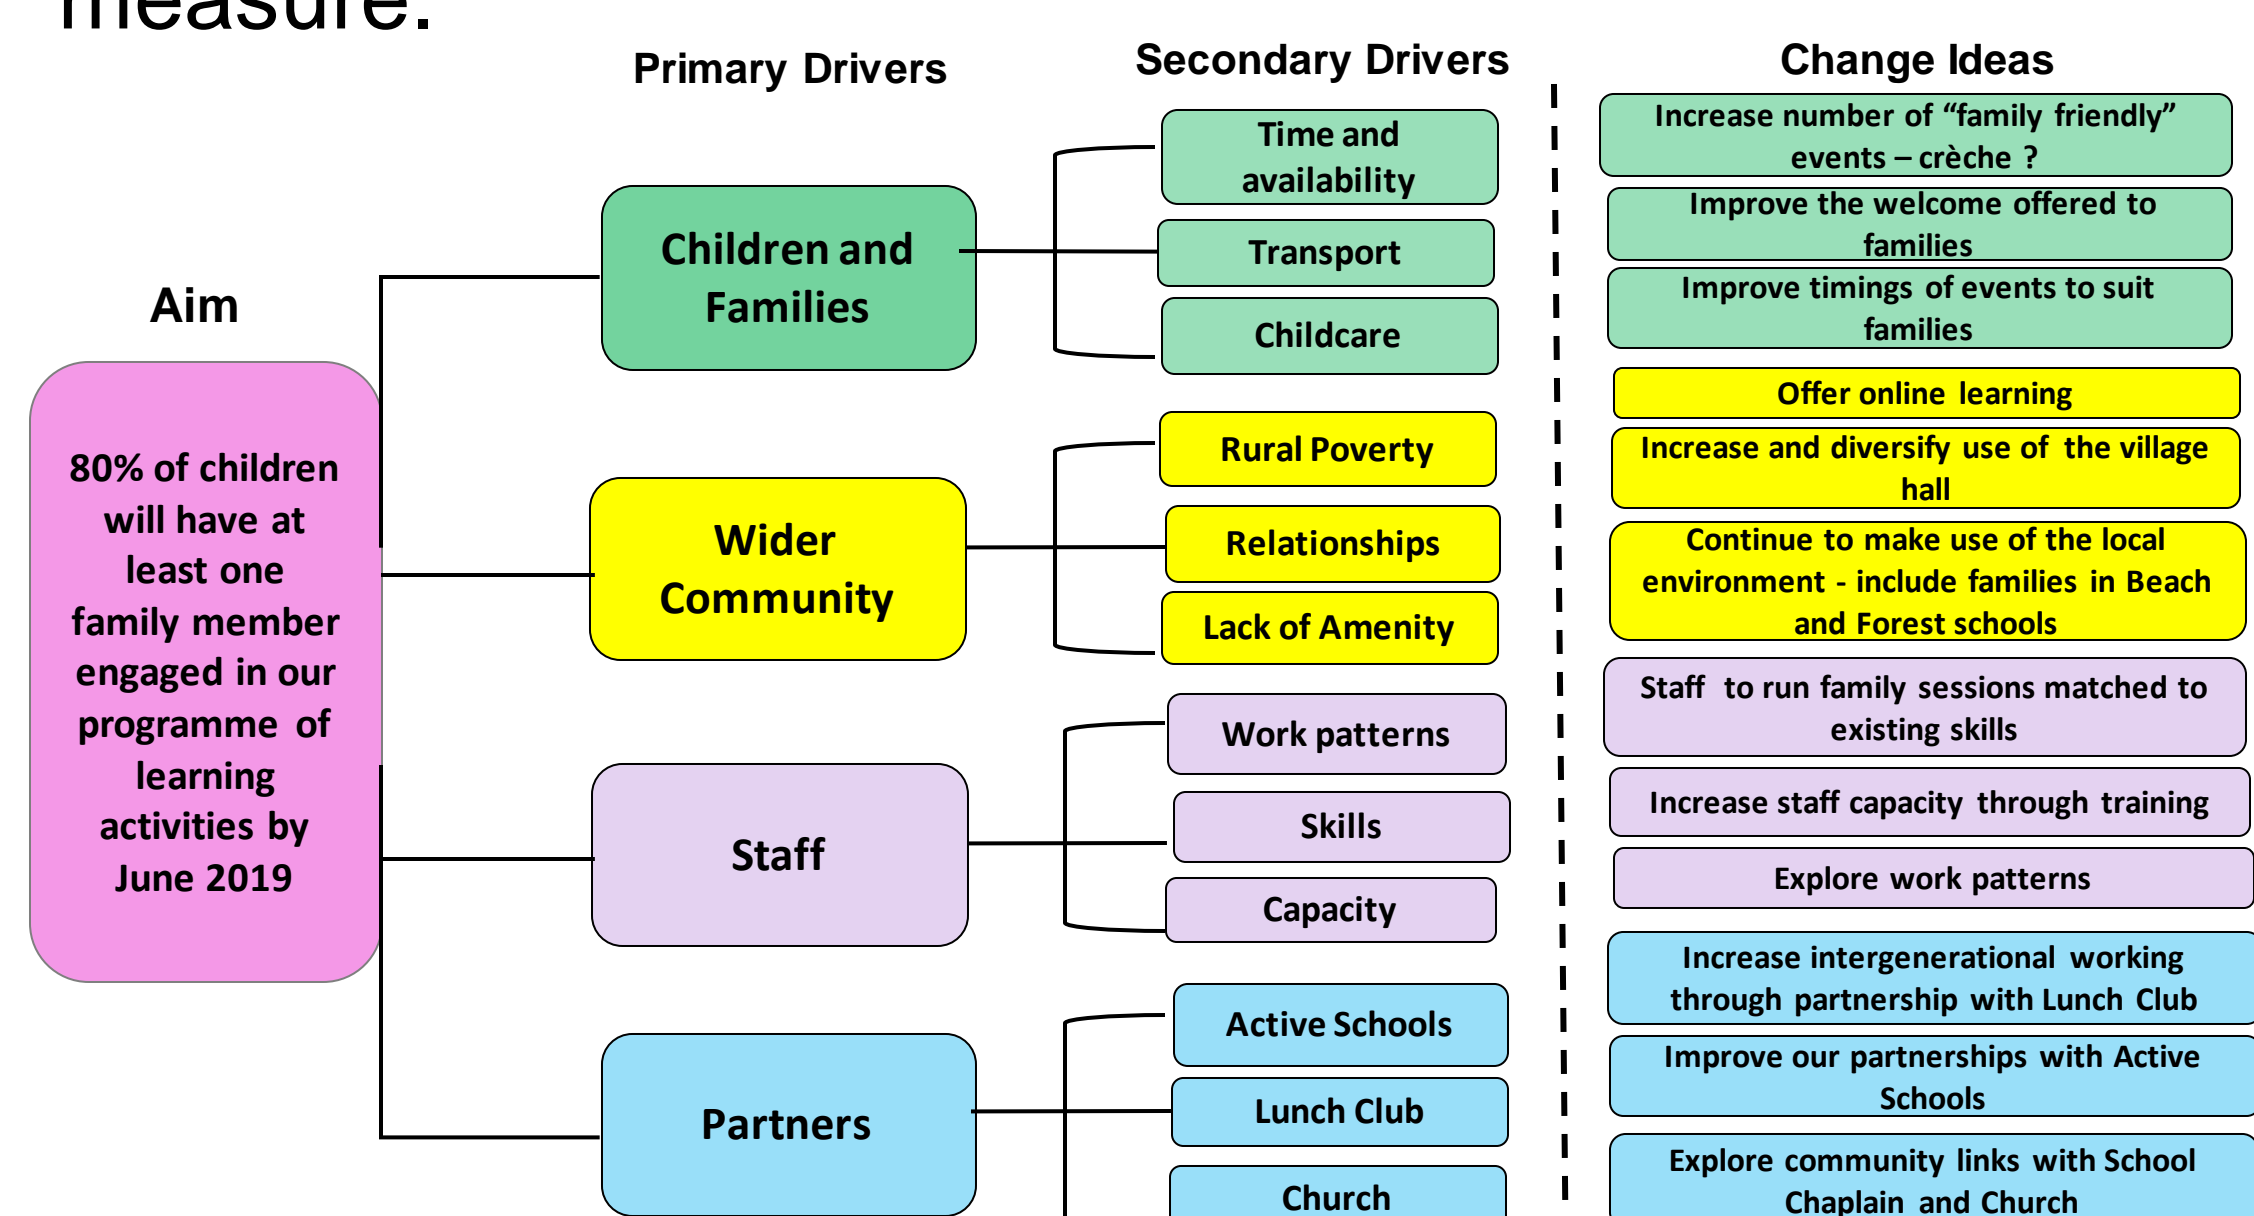 measure:
Primary Drivers
Secondary Drivers
Change Ideas
Aim
80% of children
will have at
least one
family member
engaged in our
programme of
learning
activities by
June 2019
Children and
Families
Time and
availability
Transport
Childcare
Increase number of “family friendly”
events – crèche ?
Improve the welcome offered to
families
Improve timings of events to suit
families
Wider
Community
Rural Poverty
Relationships
Lack of Amenity
Offer online learning
Increase and diversify use of the village
hall
Continue to make use of the local
environment - include families in Beach
and Forest schools
Staff
Work patterns
Skills
Capacity
Staff to run family sessions matched to
existing skills
Increase staff capacity through training
Explore work patterns
Partners
Active Schools
Lunch Club
Church
Increase intergenerational working
through partnership with Lunch Club
Improve our partnerships with Active
Schools
Explore community links with School
Chaplain and Church